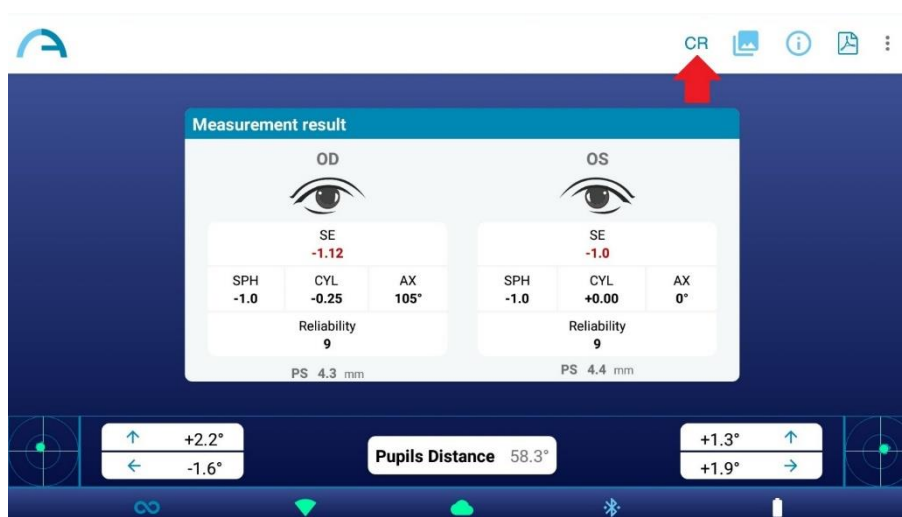 CR
Measurement result
OD OS
SE SE
-1.12 -1.0
SPH CYL AX SPH CYL AX
-1.0 -0.25 105° -1.0 +0.00 0°
Reliability Reliability
9 9
PS 4.3 mm PS 4.4 mm
+2.2° +1.3°
Pupils Distance 58.3°
-1.6° +1.9°